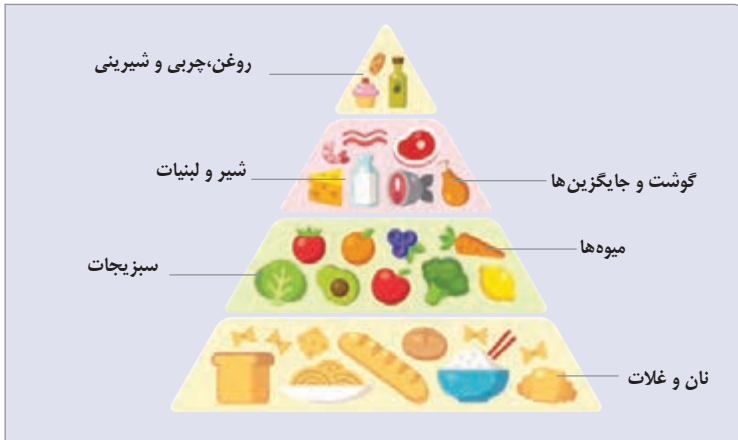 روغن،چربی و شیرینی
شیر و لبنیات
گوشت و جایگزین‌ها
میوه‌ها
سبزیجات
نان و غلات